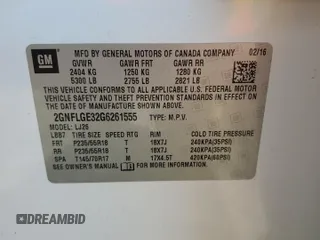 GM
MFD BY GENERAL MOTORS OF CANADA COMPANY 02/16
GVWR GAWR FRT GAWR RR
2404 KG 1250 KG 1280 KG
5300 LB 2755 LB 2821 LB
THIS VEHICLE CONFORMS TO ALL APPLICABLE U.S. FEDERAL MOTOR VEHICLE SAFETY AND THEFT PREVENTION STANDARDS IN EFFECT ON THE DATE OF MANUFACTURE SHOWN ABOVE.
2GNFLGE32G6261555 TYPE: M.P.V.
MODEL: LJ26
LBB7 TIRE SIZE SPEED RTG RIM COLD TIRE PRESSURE
FRT P235/55R18 T 18X7J 240KPA(35PSI)
RR P235/55R18 T 18X7J 240KPA(35PSI)
SPA T145/70R17 M 17X4.5T 420KPA(60PSI)
SEE OWNER'S MANUAL FOR ADDITIONAL INFORMATION
DREAMBID